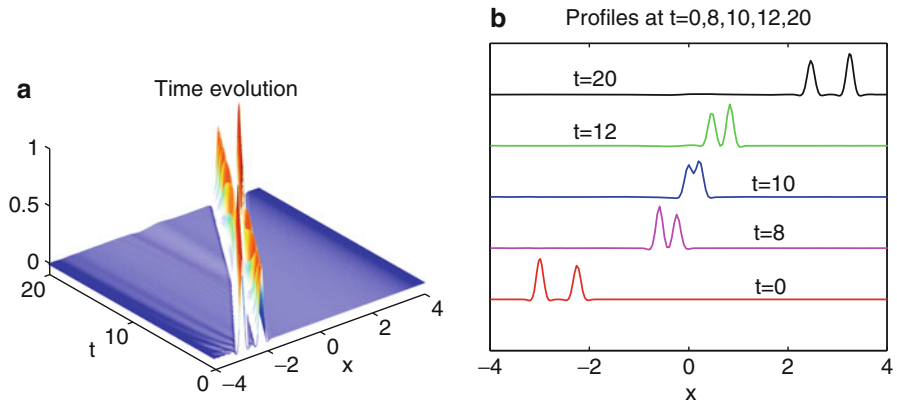 a
Time evolution
1
0.5
0
20
10
t
0
−4
−2
0
x
2
4
b
Profiles at t=0,8,10,12,20
t=20
t=12
t=10
t=8
t=0
−4
−2
0
2
4
x